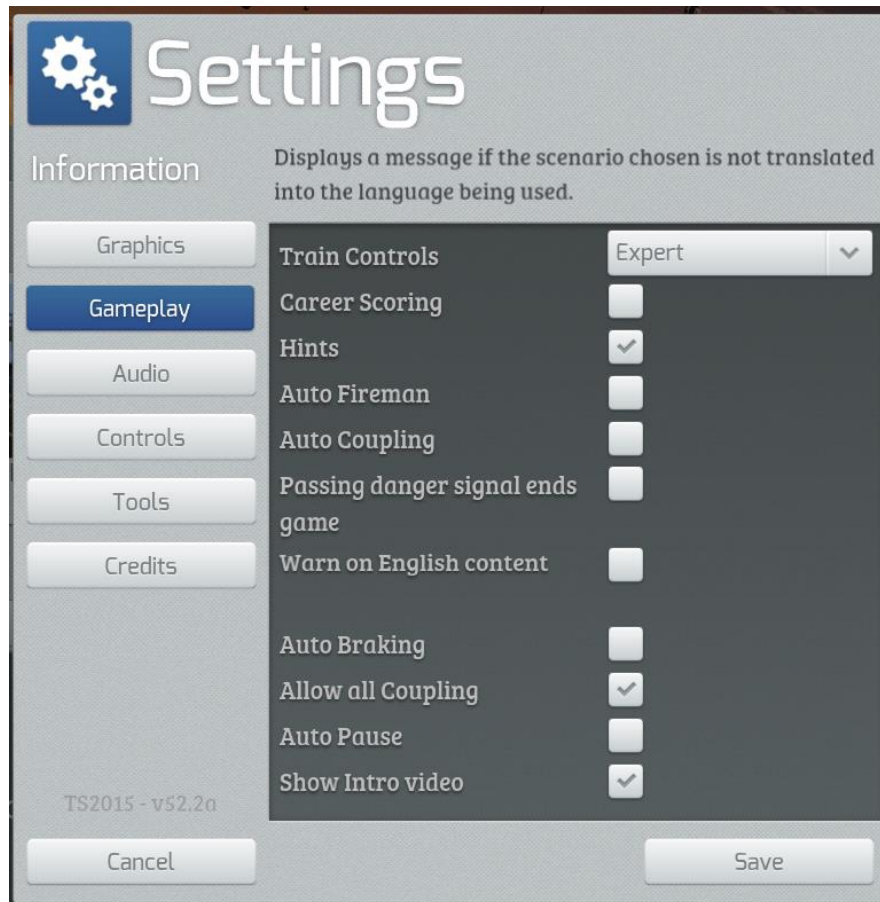 Settings
Information
Displays a message if the scenario chosen is not translated
into the language being used.
Graphics
Gameplay
Audio
Controls
Tools
Credits
Train Controls Expert
Career Scoring
Hints
Auto Fireman
Auto Coupling
Passing danger signal ends
game
Warn on English content
Auto Braking
Allow all Coupling
Auto Pause
Show Intro video
TS2015 - v52.2a
Cancel
Save